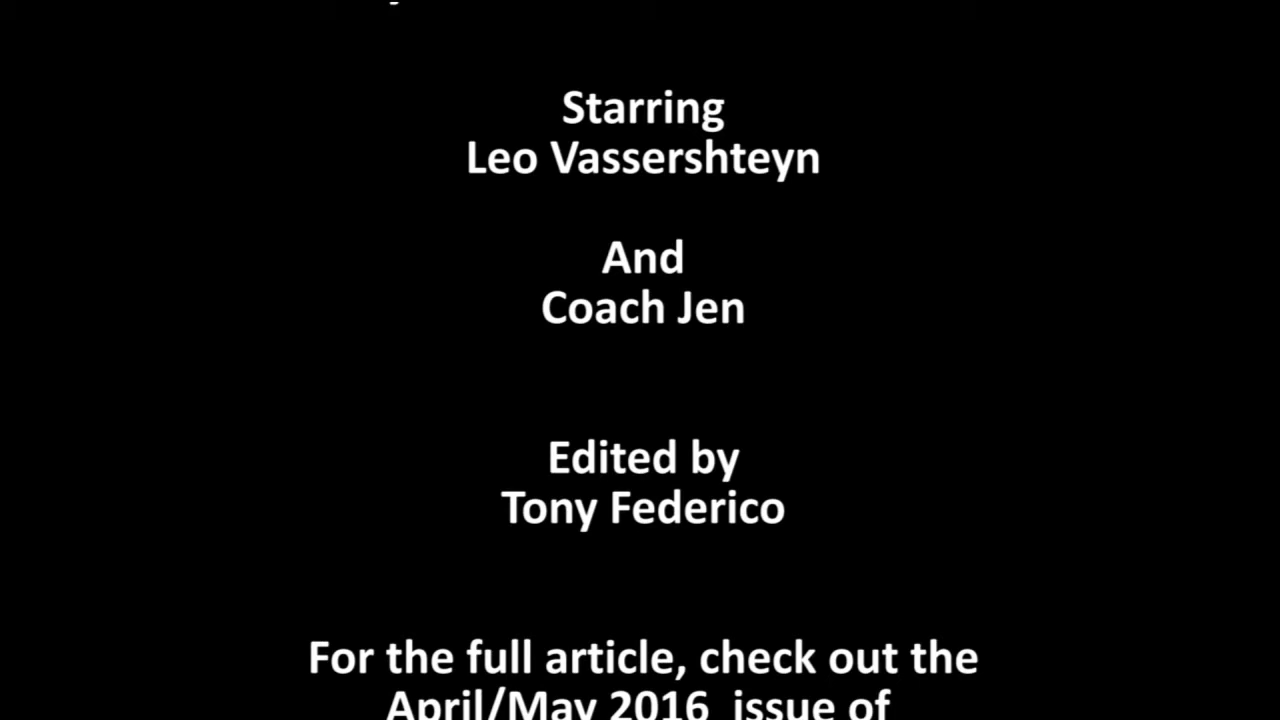 Starring
Leo Vassershteyn
And
Coach Jen
Edited by
Tony Federico
For the full article, check out the
April/May 2016 issue of